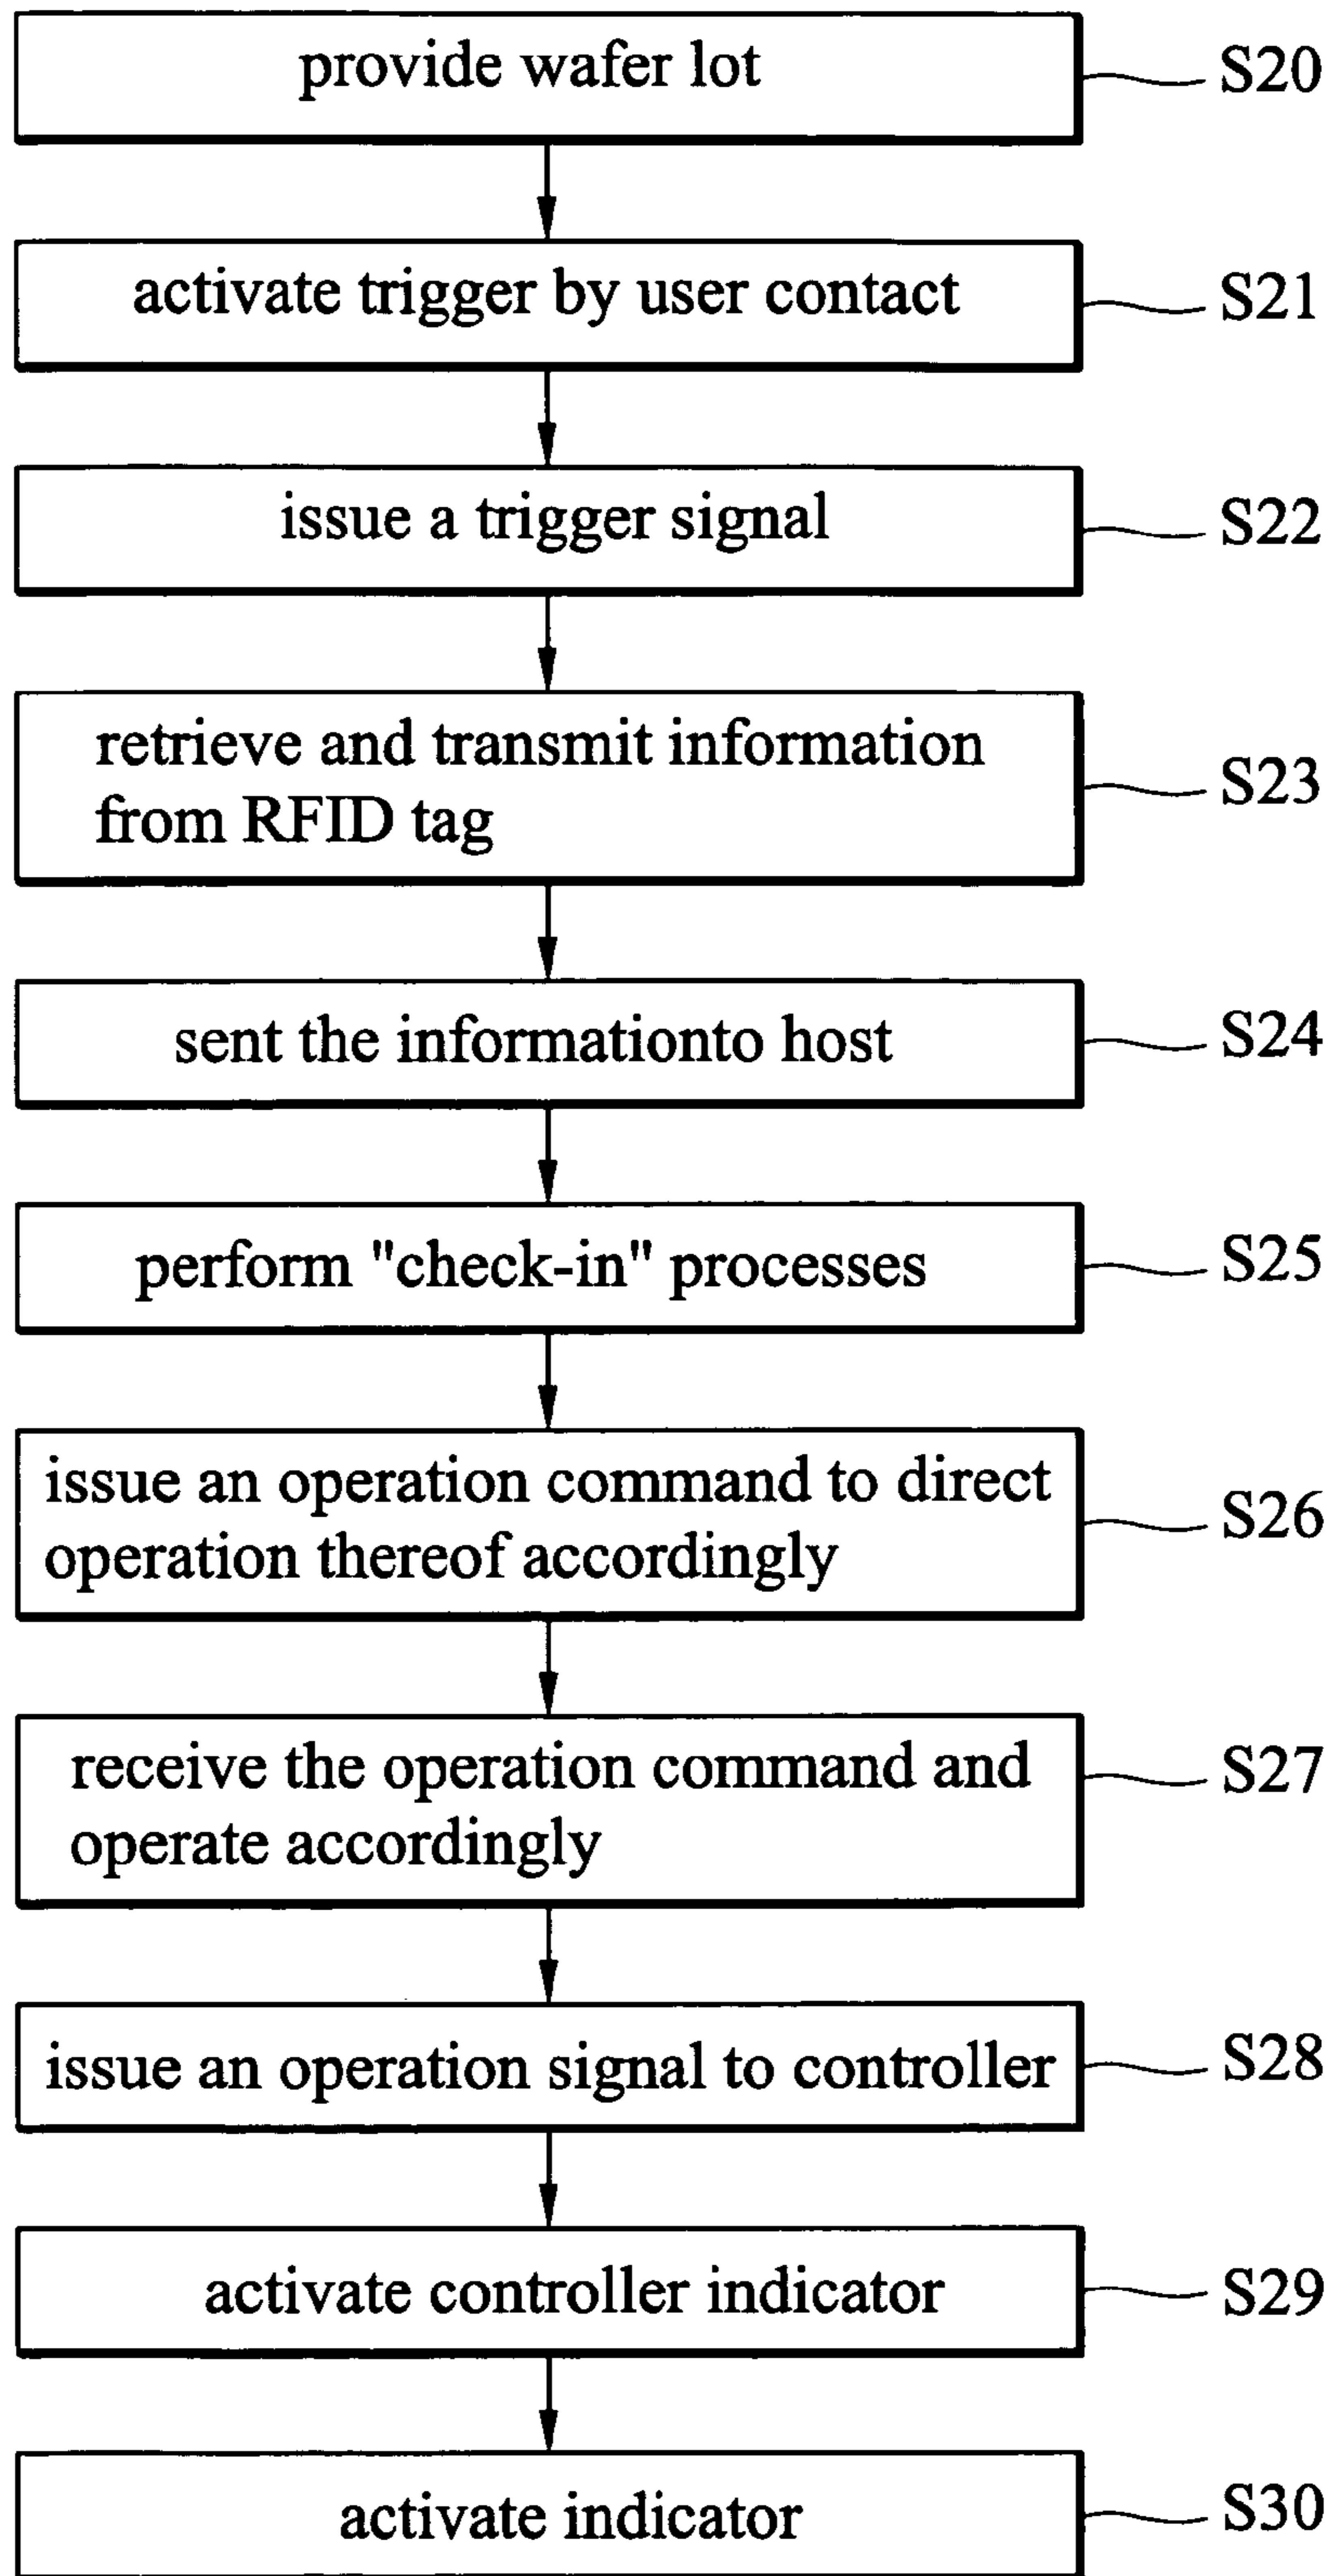 provide wafer lot
S20
activate trigger by user contact
S21
issue a trigger signal
S22
retrieve and transmit information
from RFID tag
S23
sent the informationto host
S24
perform "check-in" processes
S25
issue an operation command to direct
operation thereof accordingly
S26
receive the operation command and
operate accordingly
S27
issue an operation signal to controller
S28
activate controller indicator
S29
activate indicator
S30